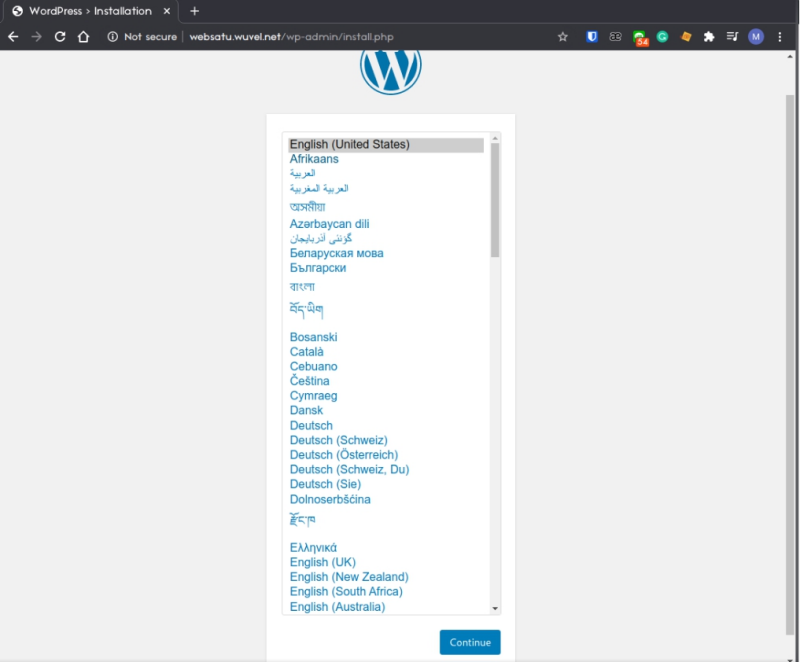 WordPress › Installation
Not secure | websatu.wuvel.net/wp-admin/install.php
54
M
English (United States)
Afrikaans
العربية
العربية المغربية
অসমীয়া
Azərbaycan dili
گؤنئی آذربایجان
Беларуская мова
Български
বাংলা
བོད་ཡིག
Bosanski
Català
Cebuano
Čeština
Cymraeg
Dansk
Deutsch
Deutsch (Schweiz)
Deutsch (Österreich)
Deutsch (Schweiz, Du)
Deutsch (Sie)
Dolnoserbšćina
རྫོང་ཁ
Ελληνικά
English (UK)
English (New Zealand)
English (South Africa)
English (Australia)
Continue